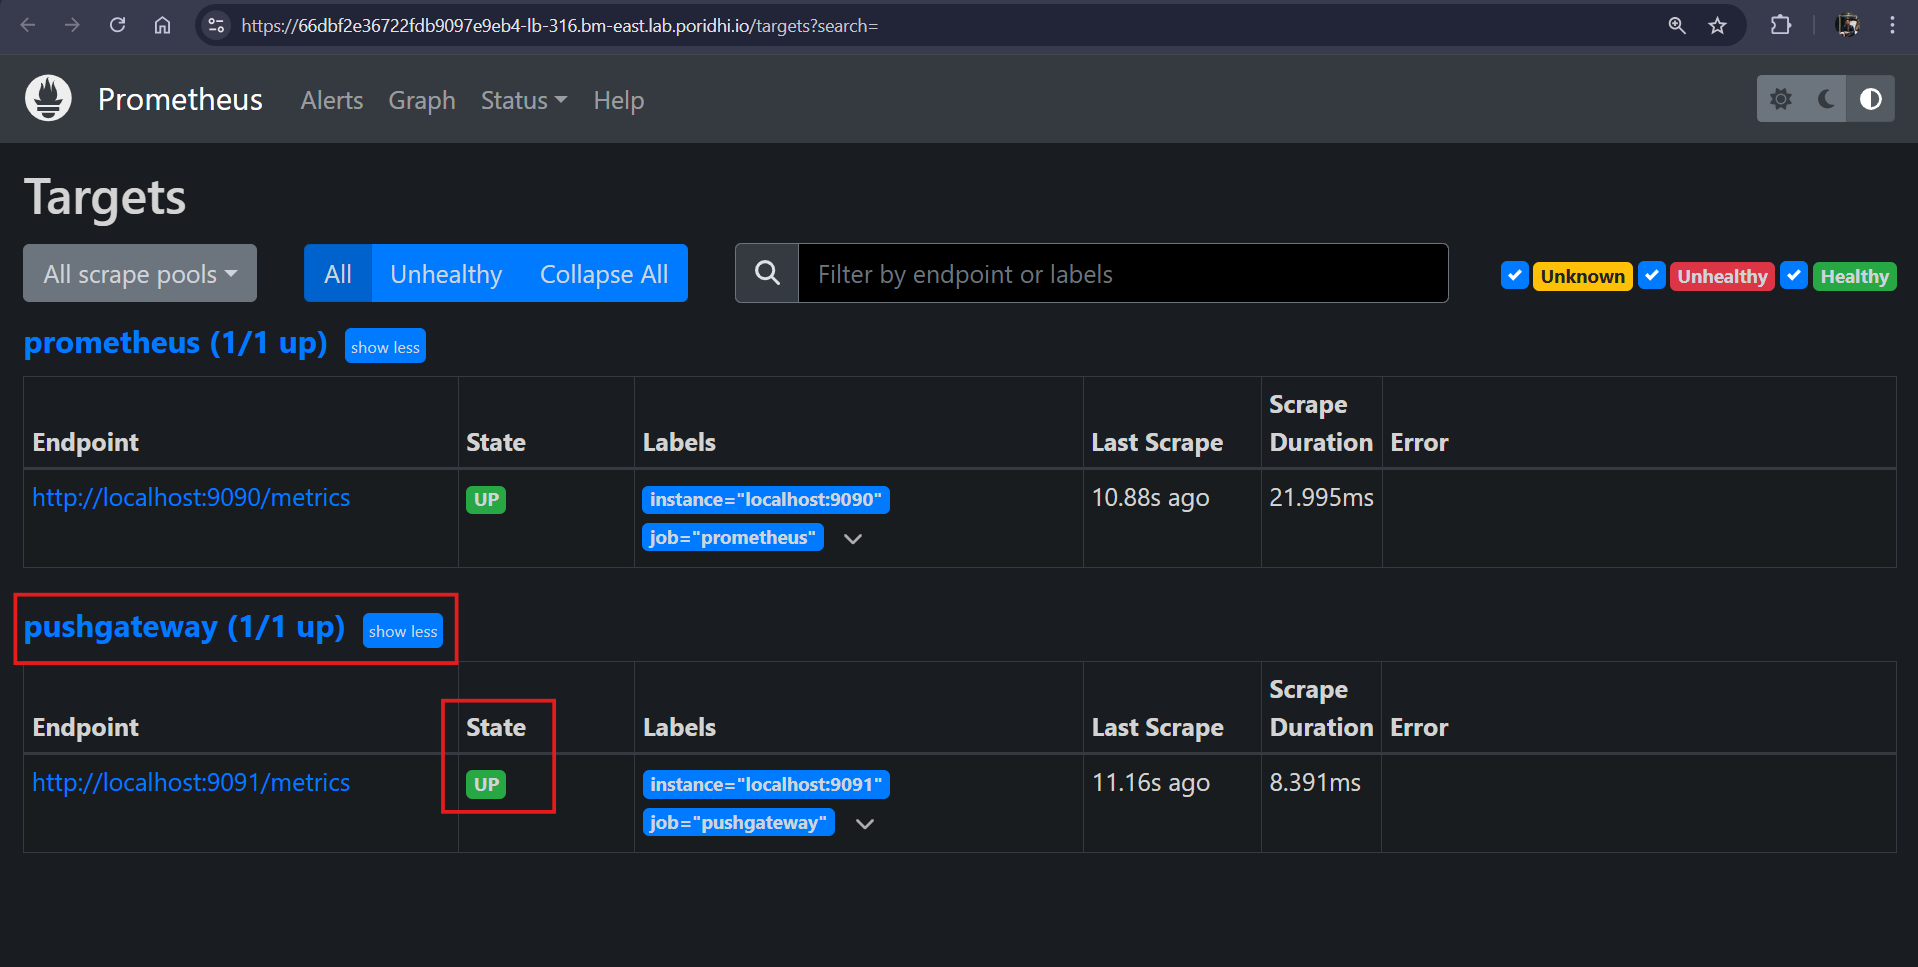 https://66dbf2e36722fdb9097e9eb4-lb-316.bm-east.lab.poridhi.io/targets?search=
Prometheus Alerts Graph Status Help
Targets
All scrape pools All Unhealthy Collapse All Filter by endpoint or labels Unknown Unhealthy Healthy
prometheus (1/1 up) show less
Endpoint State Labels Last Scrape Scrape Duration Error
http://localhost:9090/metrics UP instance="localhost:9090" 10.88s ago 21.995ms
job="prometheus"
pushgateway (1/1 up) show less
Endpoint State Labels Last Scrape Scrape Duration Error
http://localhost:9091/metrics UP instance="localhost:9091" 11.16s ago 8.391ms
job="pushgateway"